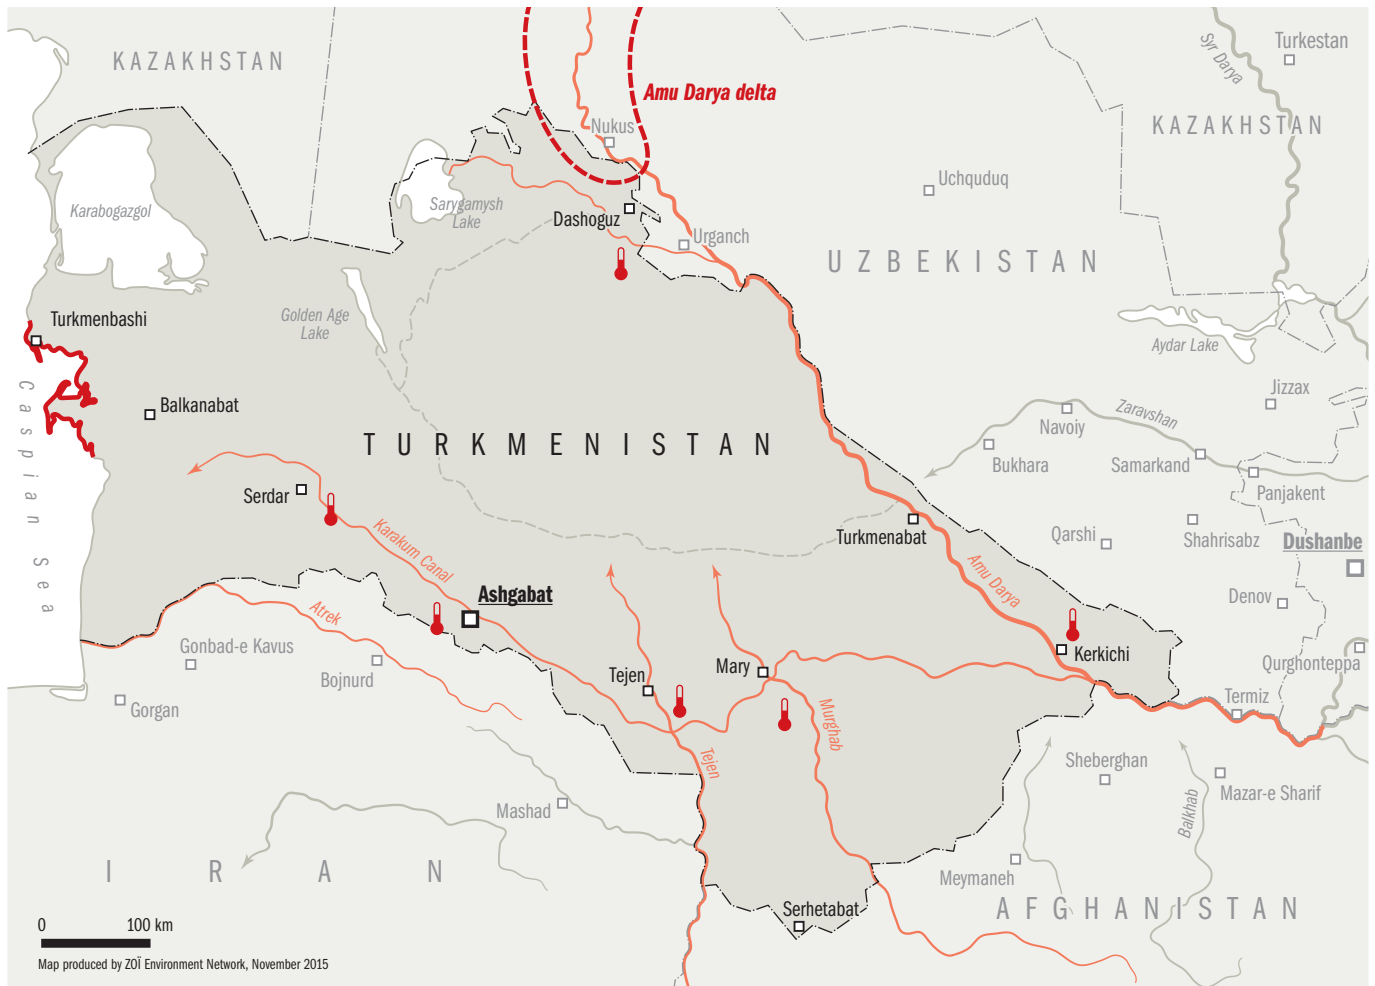 KAZAKHSTAN
Amu Darya delta
Syr Darya
Turkestan
KAZAKHSTAN
Nukus
Uchquduq
Karabogazgol
Sarygamysh
Lake
Dashoguz
Urganch
UZBEKISTAN
Turkmenbashi
Golden Age
Lake
Aydar Lake
Caspian Sea
Balkanabat
Jizzax
Zaravshan
Navoiy
TURKMENISTAN
Bukhara
Samarkand
Panjakent
Serdar
Karakum Canal
Turkmenabat
Qarshi
Shahrisabz
Dushanbe
Amu Darya
Ashgabat
Denov
Atrek
Gonbad-e Kavus
Bojnurd
Gorgan
Tejen
Mary
Kerkichi
Qurghonteppa
Termiz
Murghab
Tejen
Sheberghan
Mazar-e Sharif
Balkhab
Mashad
IRAN
Meymaneh
AFGHANISTAN
Serhetabat
0 100 km
Map produced by ZOÏ Environment Network, November 2015